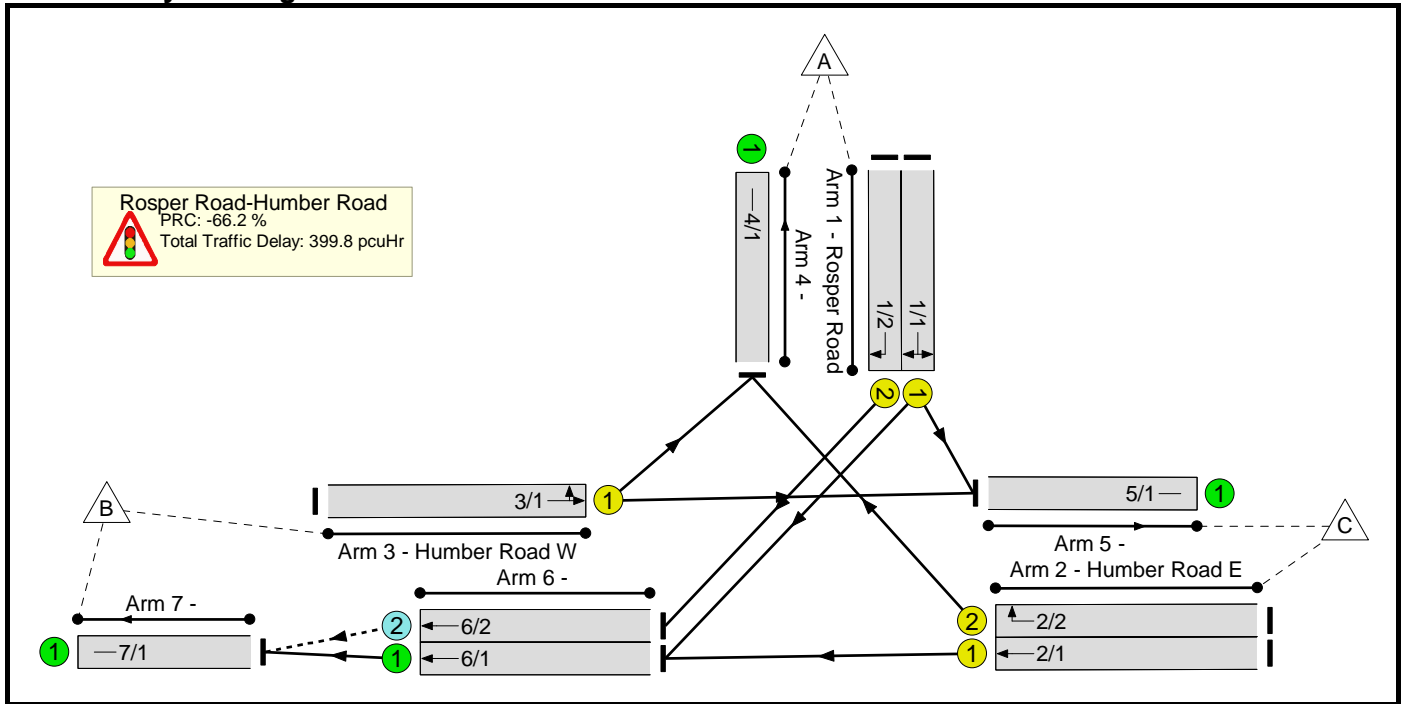 A
Rosper Road-Humber Road
PRC: -66.2 %
Total Traffic Delay: 399.8 pcuHr
1
4/1
Arm 4 -
Arm 1 - Rosper Road
1/2
1/1
2
1
B
3/1
1
Arm 3 - Humber Road W
5/1
1
Arm 5 -
C
Arm 6 -
Arm 2 - Humber Road E
Arm 7 -
1
7/1
2
6/2
1
6/1
2
2/2
1
2/1